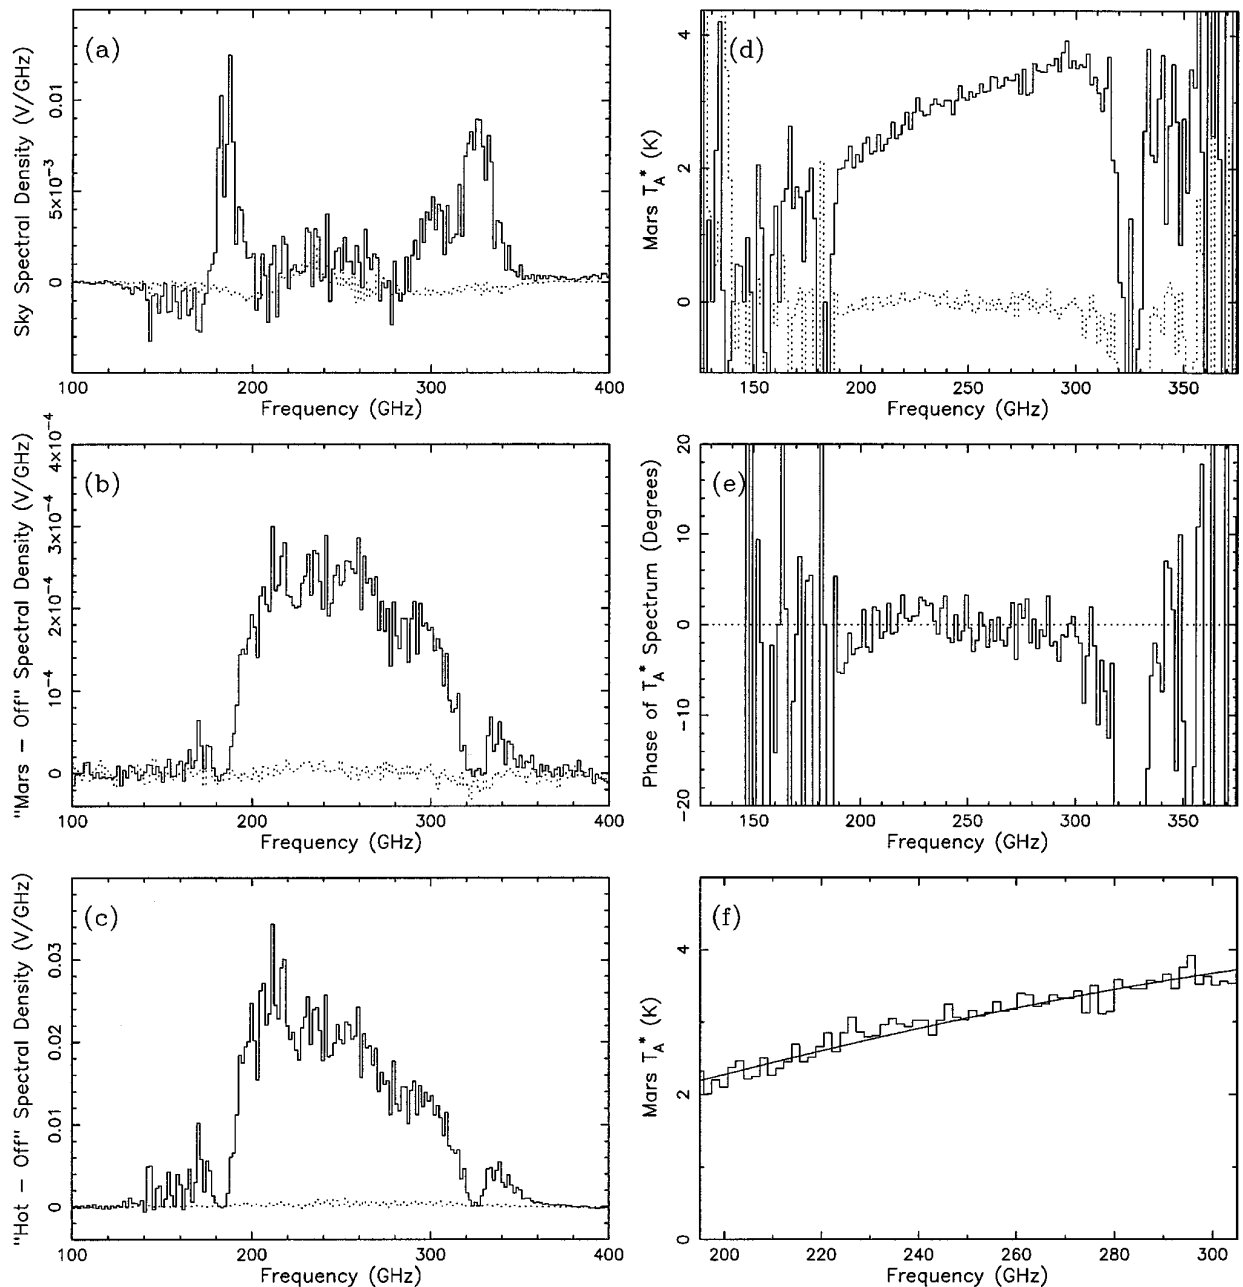 (a)
Sky Spectral Density (V/GHz)
0.01
5×10⁻³
0
100 200 300 400
Frequency (GHz)
(b)
"Mars – Off" Spectral Density (V/GHz)
4×10⁻⁴
3×10⁻⁴
2×10⁻⁴
10⁻⁴
0
100 200 300 400
Frequency (GHz)
(c)
"Hot – Off" Spectral Density (V/GHz)
0.03
0.02
0.01
0
100 200 300 400
Frequency (GHz)
(d)
Mars T_A* (K)
4
2
0
150 200 250 300 350
Frequency (GHz)
(e)
Phase of T_A* Spectrum (Degrees)
20
10
0
-10
-20
150 200 250 300 350
Frequency (GHz)
(f)
Mars T_A* (K)
4
2
0
200 220 240 260 280 300
Frequency (GHz)